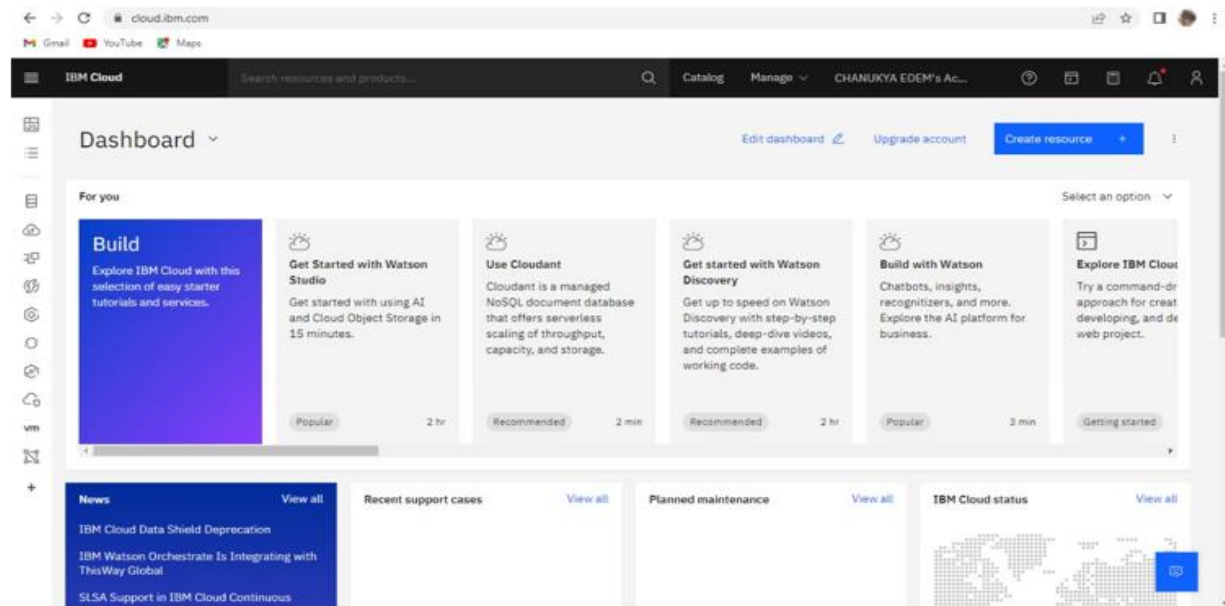 cloud.ibm.com
Gmail YouTube Maps
IBM Cloud Search resources and products... Catalog Manage CHANUKYA EDEM's Ac...
Dashboard Edit dashboard Upgrade account Create resource +
For you Select an option
Build
Explore IBM Cloud with this
selection of easy starter
tutorials and services.
Get Started with Watson
Studio
Get started with using AI
and Cloud Object Storage in
15 minutes.
Popular 2 hr
Use Cloudant
Cloudant is a managed
NoSQL document database
that offers serverless
scaling of throughput,
capacity, and storage.
Recommended 2 min
Get started with Watson
Discovery
Get up to speed on Watson
Discovery with step-by-step
tutorials, deep-dive videos,
and complete examples of
working code.
Recommended 2 hr
Build with Watson
Chatbots, insights,
recognitizers, and more.
Explore the AI platform for
business.
Popular 3 min
Explore IBM Cloud
Try a command-dr
approach for creat
developing, and de
web project.
Getting started
vm
News View all
IBM Cloud Data Shield Deprecation
IBM Watson Orchestrate Is Integrating with
ThisWay Global
SLSA Support in IBM Cloud Continuous
Recent support cases View all
Planned maintenance View all
IBM Cloud status View all